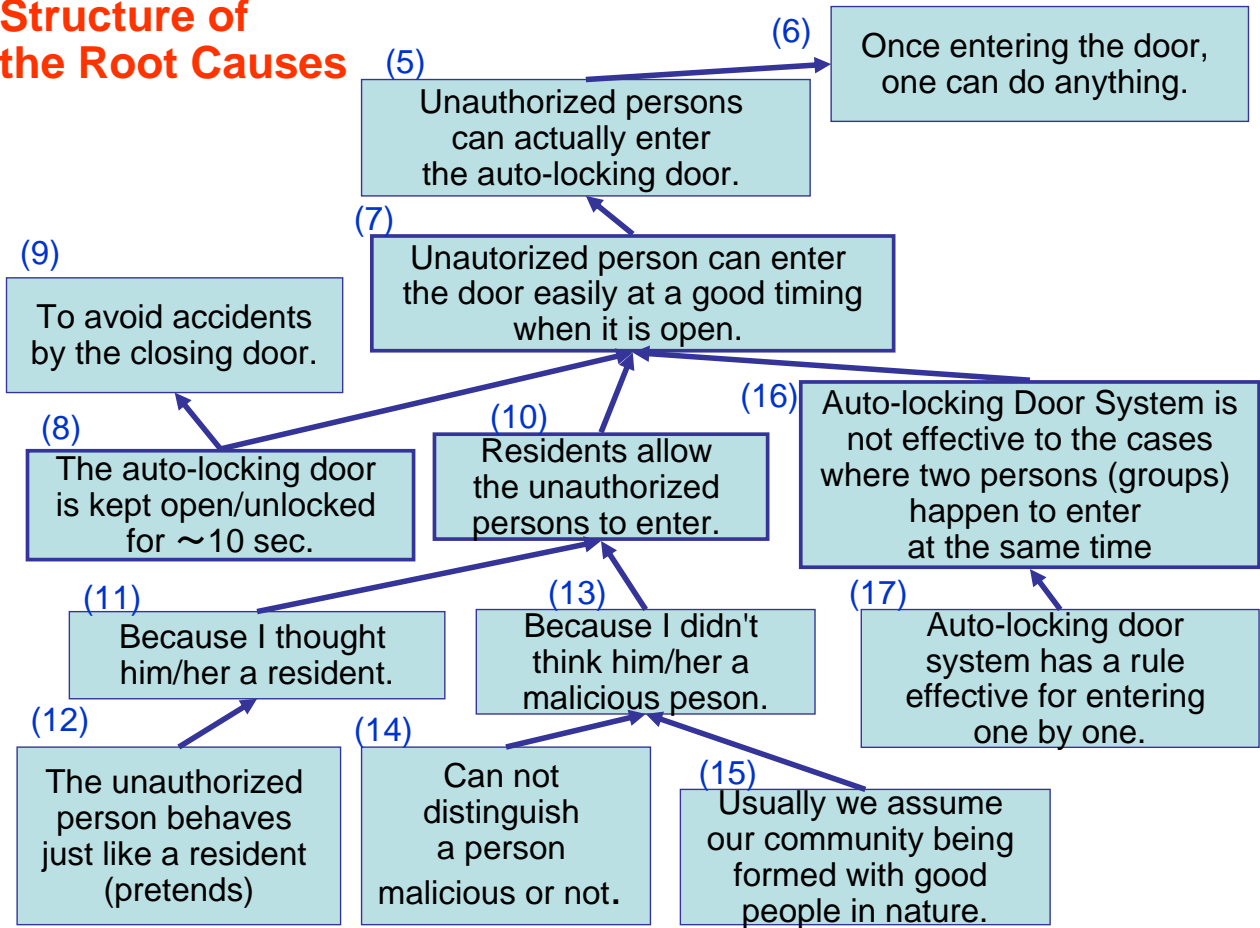 Structure of
the Root Causes
(5)
Unauthorized persons
can actually enter
the auto-locking door.
(6)
Once entering the door,
one can do anything.
(7)
Unautorized person can enter
the door easily at a good timing
when it is open.
(9)
To avoid accidents
by the closing door.
(8)
The auto-locking door
is kept open/unlocked
for ～10 sec.
(10)
Residents allow
the unauthorized
persons to enter.
(16)
Auto-locking Door System is
not effective to the cases
where two persons (groups)
happen to enter
at the same time
(11)
Because I thought
him/her a resident.
(13)
Because I didn't
think him/her a
malicious peson.
(17)
Auto-locking door
system has a rule
effective for entering
one by one.
(12)
The unauthorized
person behaves
just like a resident
(pretends)
(14)
Can not
distinguish
a person
malicious or not.
(15)
Usually we assume
our community being
formed with good
people in nature.